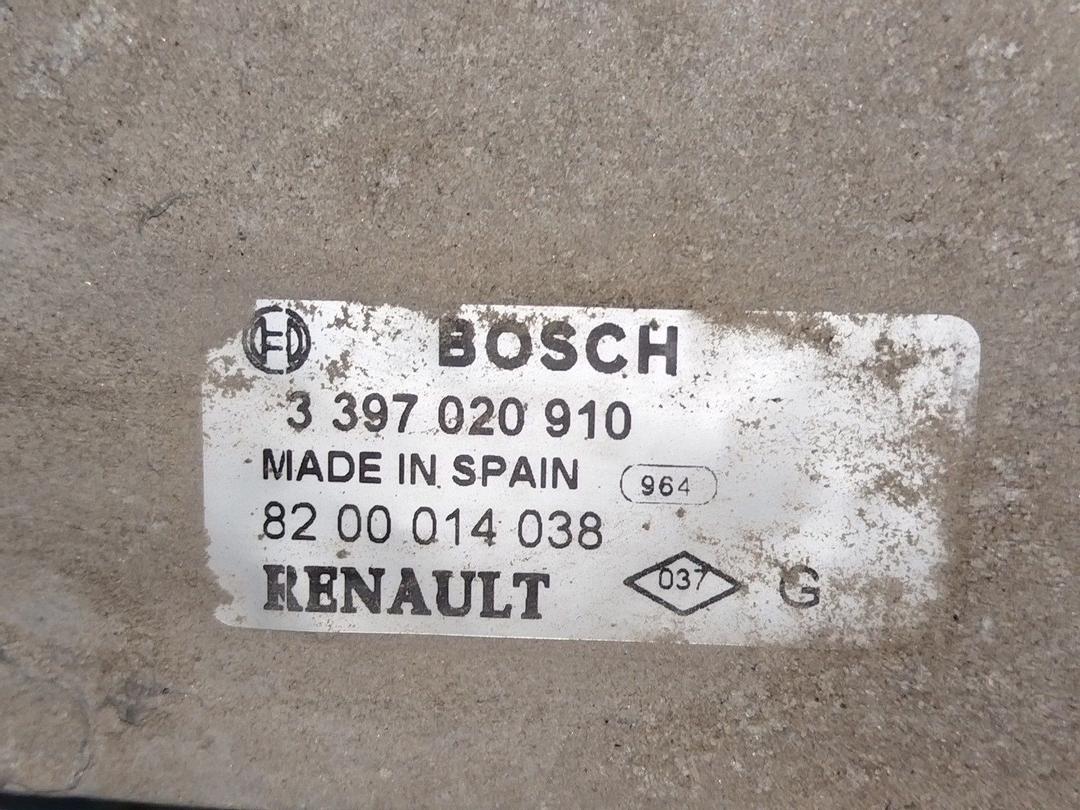 BOSCH
3 397 020 910
MADE IN SPAIN 964
82 00 014 038
RENAULT 037 G